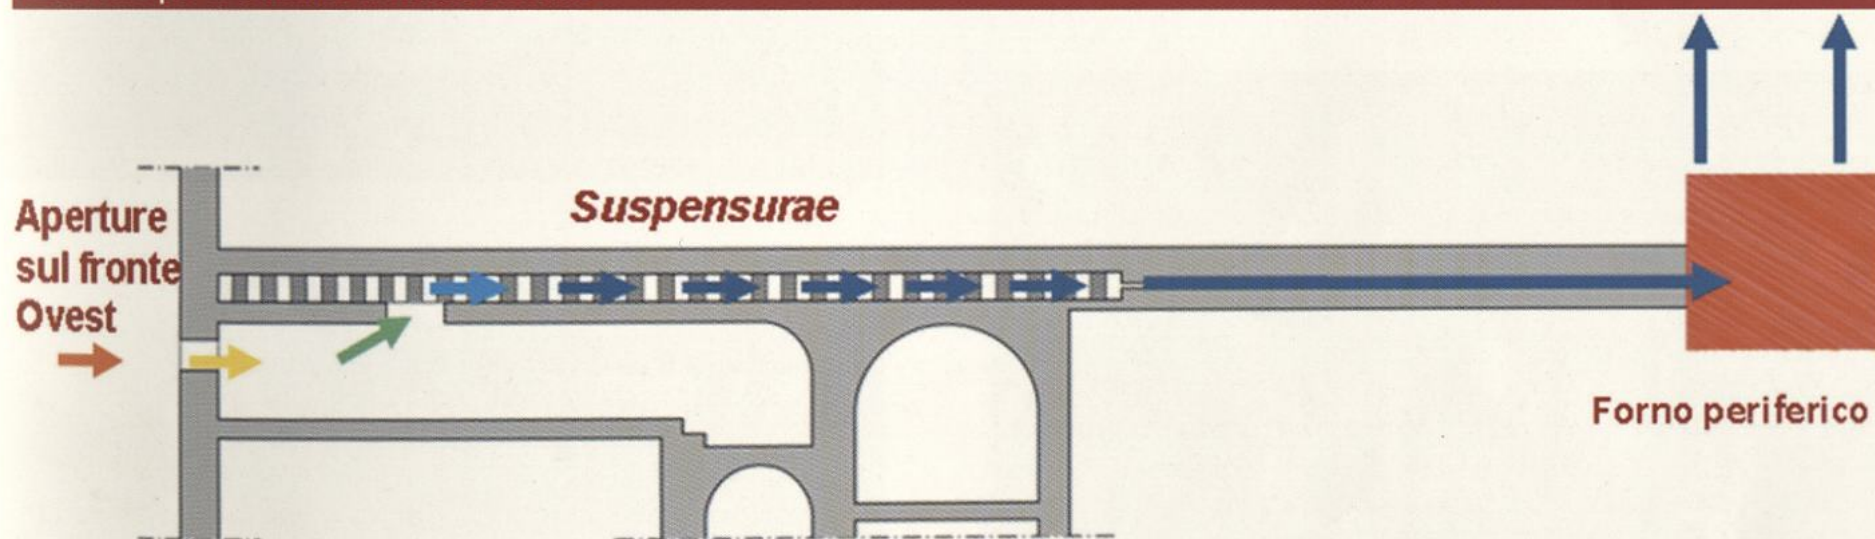 Aperture
sul fronte
Ovest
Suspensurae
Forno periferico